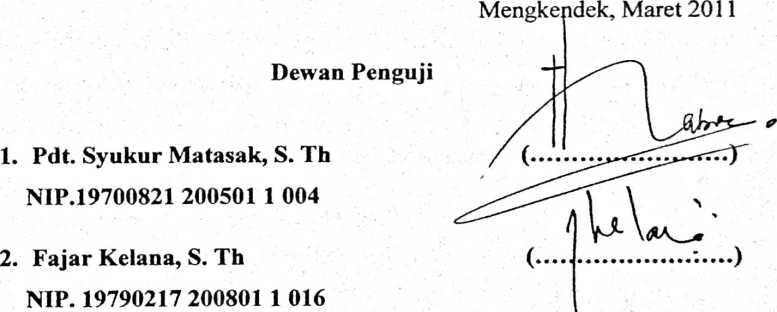 Mengkendek, Maret 2011
Dewan Penguji
1. Pdt. Syukur Matasak, S. Th
(..............................)
NIP.19700821 200501 1 004
2. Fajar Kelana, S. Th
(..............................)
NIP. 19790217 200801 1 016